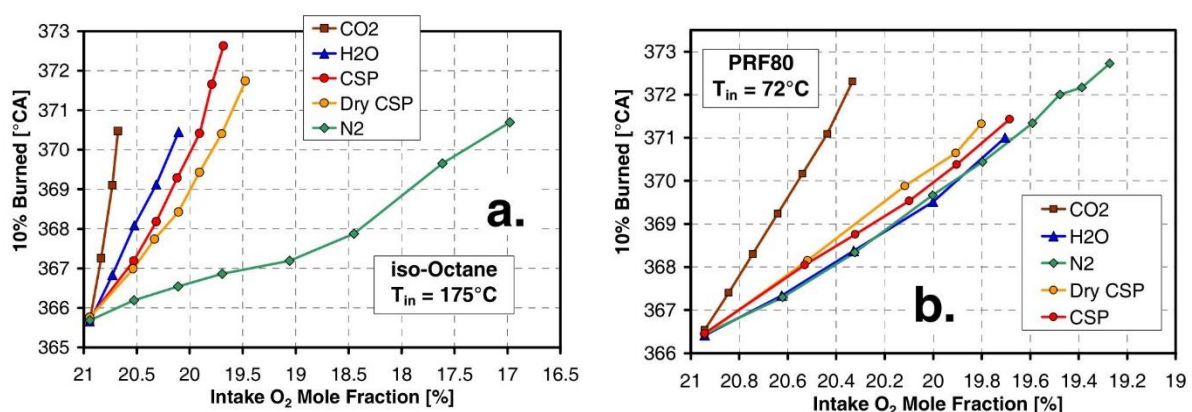 373
372
371
370
369
368
367
366
365
10% Burned [°CA]
CO2
H2O
CSP
Dry CSP
N2
a.
iso-Octane
Tin = 175°C
21 20.5 20 19.5 19 18.5 18 17.5 17 16.5
Intake O2 Mole Fraction [%]
373
372
371
370
369
368
367
366
10% Burned [°CA]
PRF80
Tin = 72°C
CO2
H2O
N2
Dry CSP
CSP
b.
21 20.8 20.6 20.4 20.2 20 19.8 19.6 19.4 19.2 19
Intake O2 Mole Fraction [%]